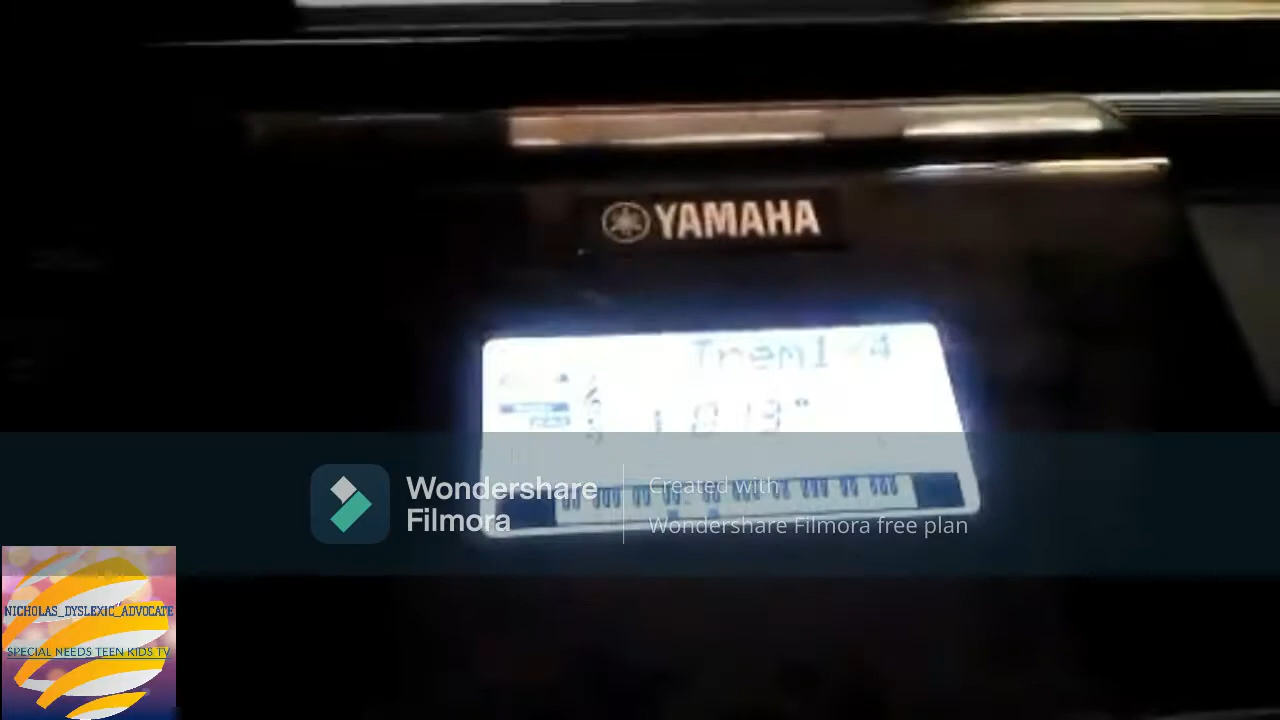 YAMAHA
Trem1
Wondershare
Filmora
Created with
Wondershare Filmora free plan
NICHOLAS_DYSLEXIC_ADVOCATE
SPECIAL NEEDS TEEN KIDS TV